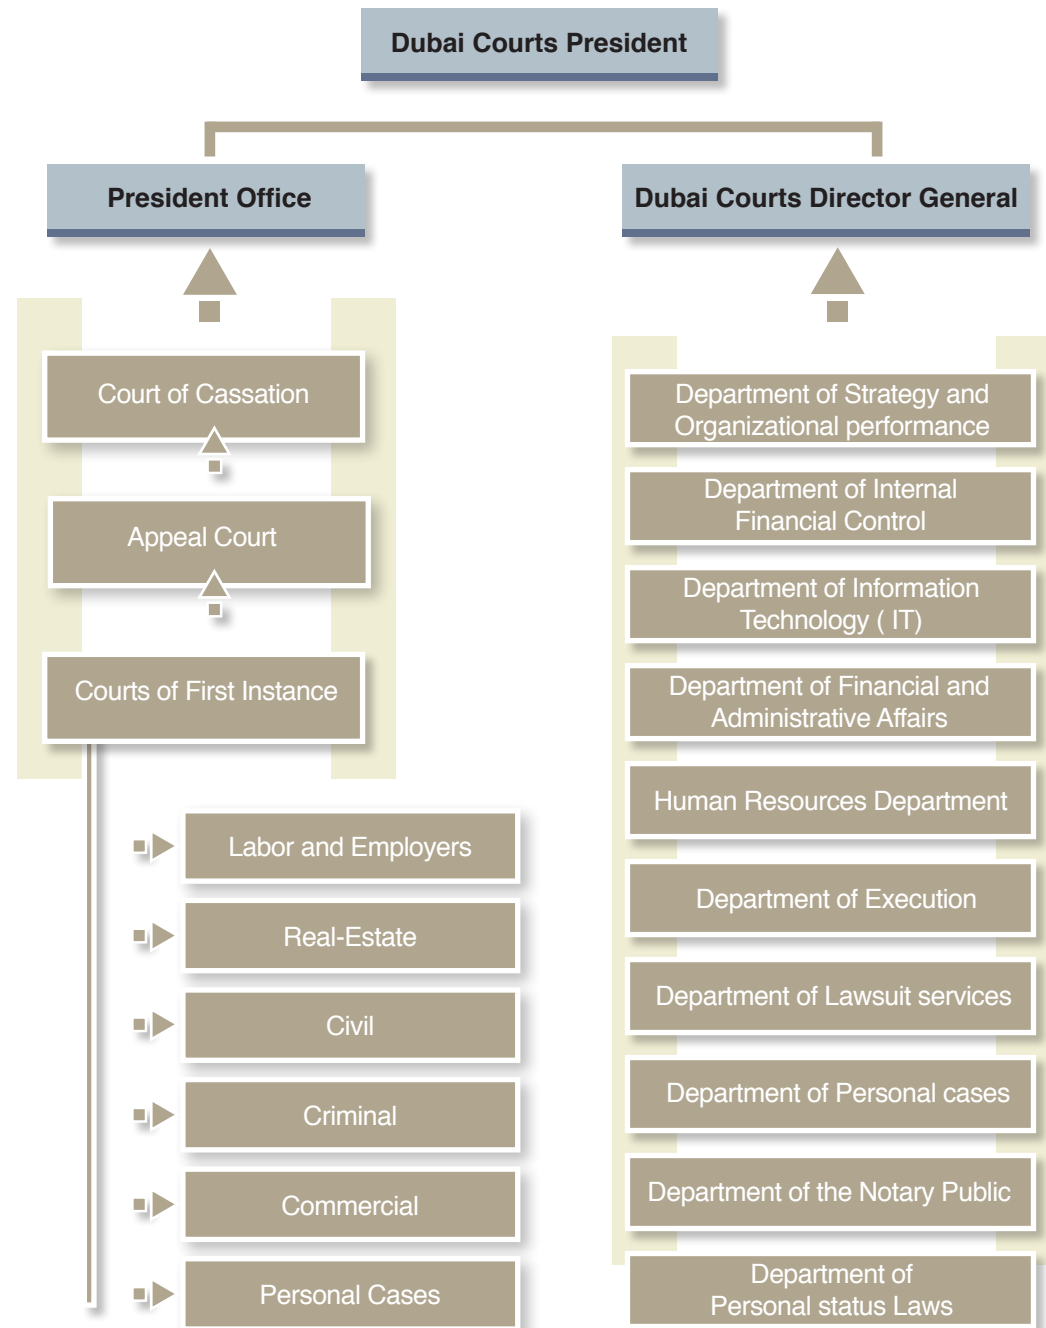 Dubai Courts President
President Office
Dubai Courts Director General
Court of Cassation
Appeal Court
Courts of First Instance
Labor and Employers
Real-Estate
Civil
Criminal
Commercial
Personal Cases
Department of Strategy and
Organizational performance
Department of Internal
Financial Control
Department of Information
Technology ( IT)
Department of Financial and
Administrative Affairs
Human Resources Department
Department of Execution
Department of Lawsuit services
Department of Personal cases
Department of the Notary Public
Department of
Personal status Laws